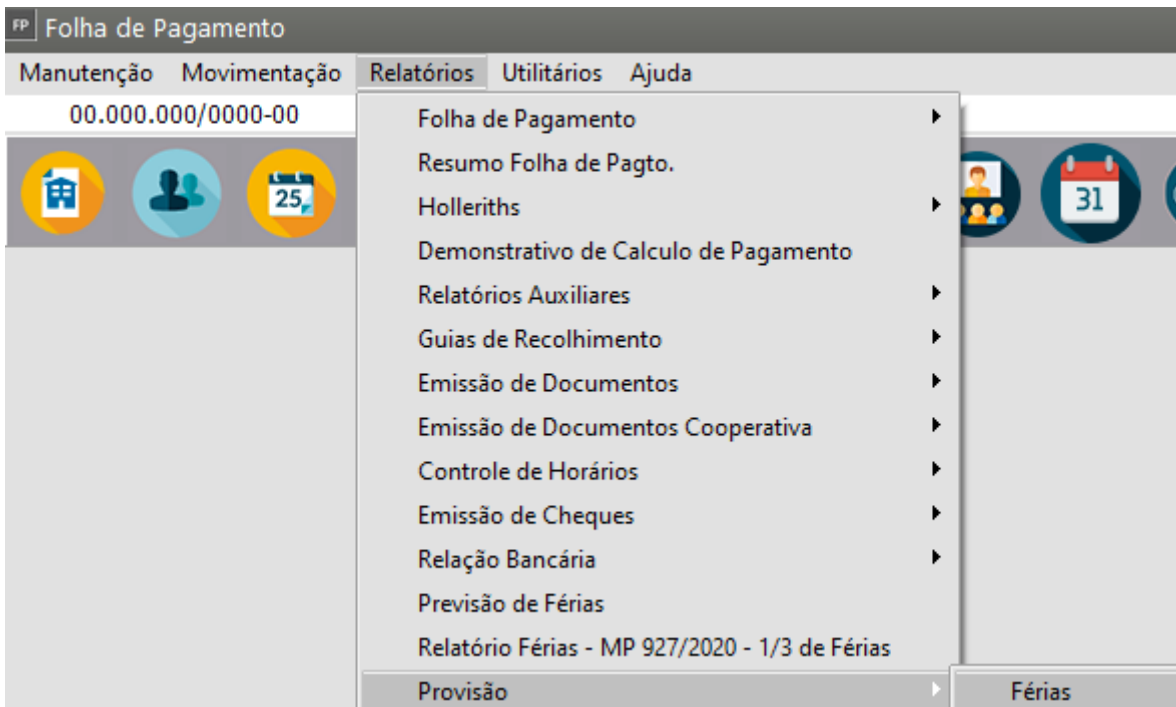 FP Folha de Pagamento
Manutenção Movimentação Relatórios Utilitários Ajuda
00.000.000/0000-00
25
31
Folha de Pagamento
Resumo Folha de Pagto.
Holleriths
Demonstrativo de Calculo de Pagamento
Relatórios Auxiliares
Guias de Recolhimento
Emissão de Documentos
Emissão de Documentos Cooperativa
Controle de Horários
Emissão de Cheques
Relação Bancária
Previsão de Férias
Relatório Férias - MP 927/2020 - 1/3 de Férias
Provisão Férias